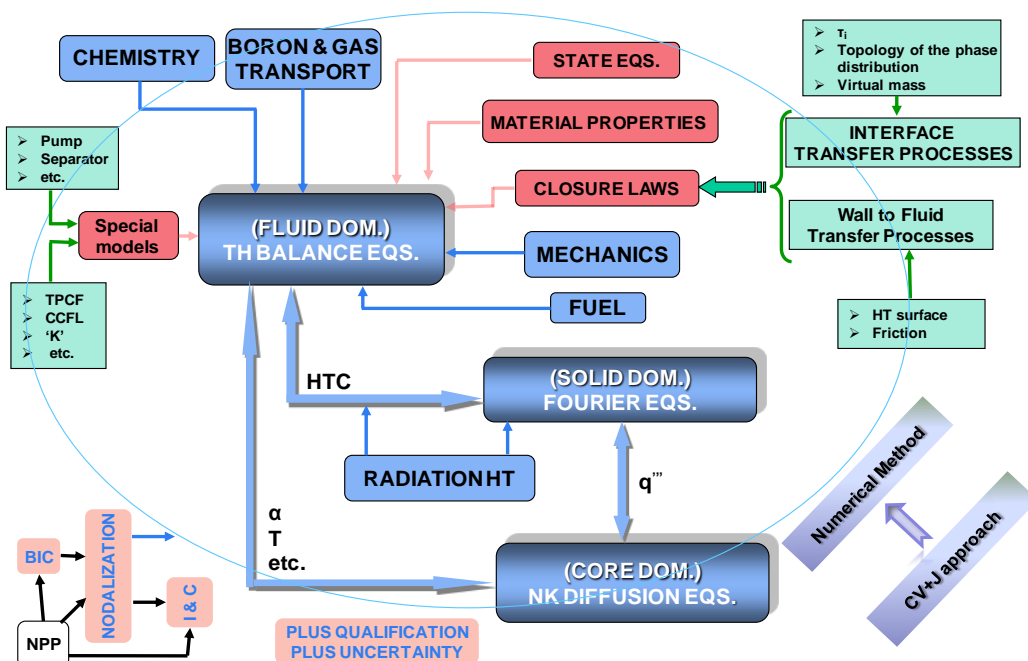 CHEMISTRY
BORON & GAS
TRANSPORT
STATE EQS.
MATERIAL PROPERTIES
CLOSURE LAWS
➢ τi
➢ Topology of the phase
distribution
➢ Virtual mass
INTERFACE
TRANSFER PROCESSES
Wall to Fluid
Transfer Processes
➢ HT surface
➢ Friction
➢ Pump
➢ Separator
➢ etc.
Special
models
➢ TPCF
➢ CCFL
➢ ‘K’
➢ etc.
(FLUID DOM.)
TH BALANCE EQS.
MECHANICS
FUEL
HTC
(SOLID DOM.)
FOURIER EQS.
RADIATION HT
q’’’
α
T
etc.
(CORE DOM.)
NK DIFFUSION EQS.
Numerical Method
CV+J approach
BIC
NODALIZATION
I & C
NPP
PLUS QUALIFICATION
PLUS UNCERTAINTY